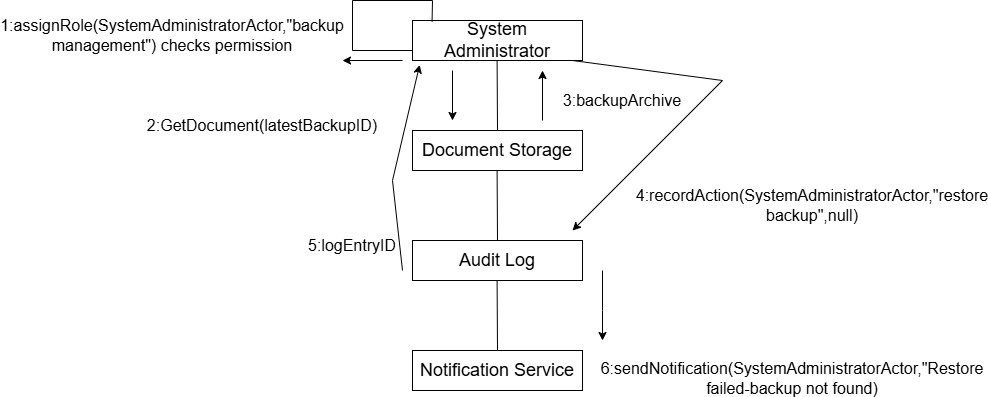 1:assignRole(SystemAdministratorActor,"backup
management") checks permission
System
Administrator
3:backupArchive
2:GetDocument(latestBackupID)
Document Storage
4:recordAction(SystemAdministratorActor,"restore
backup",null)
5:logEntryID
Audit Log
Notification Service
6:sendNotification(SystemAdministratorActor,"Restore
failed-backup not found)